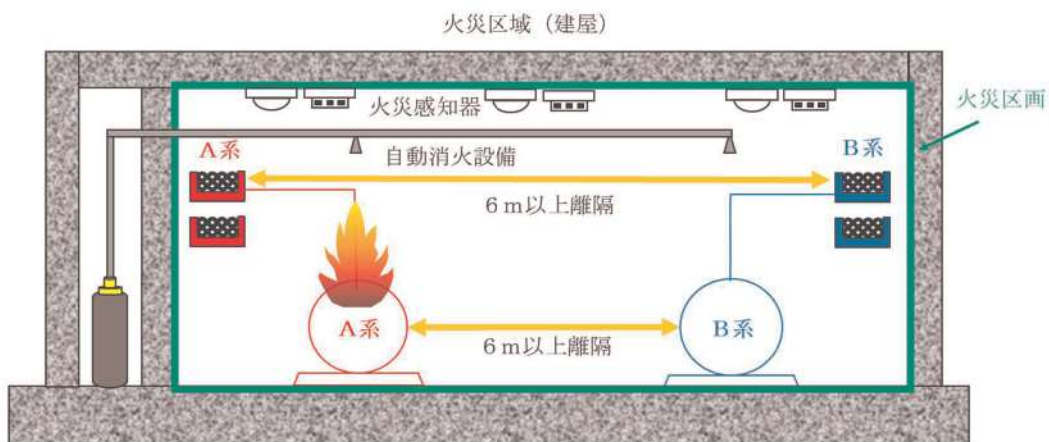 火災区域（建屋）
火災感知器
火災区画
A系
自動消火設備
B系
6m以上離隔
A系
B系
6m以上離隔